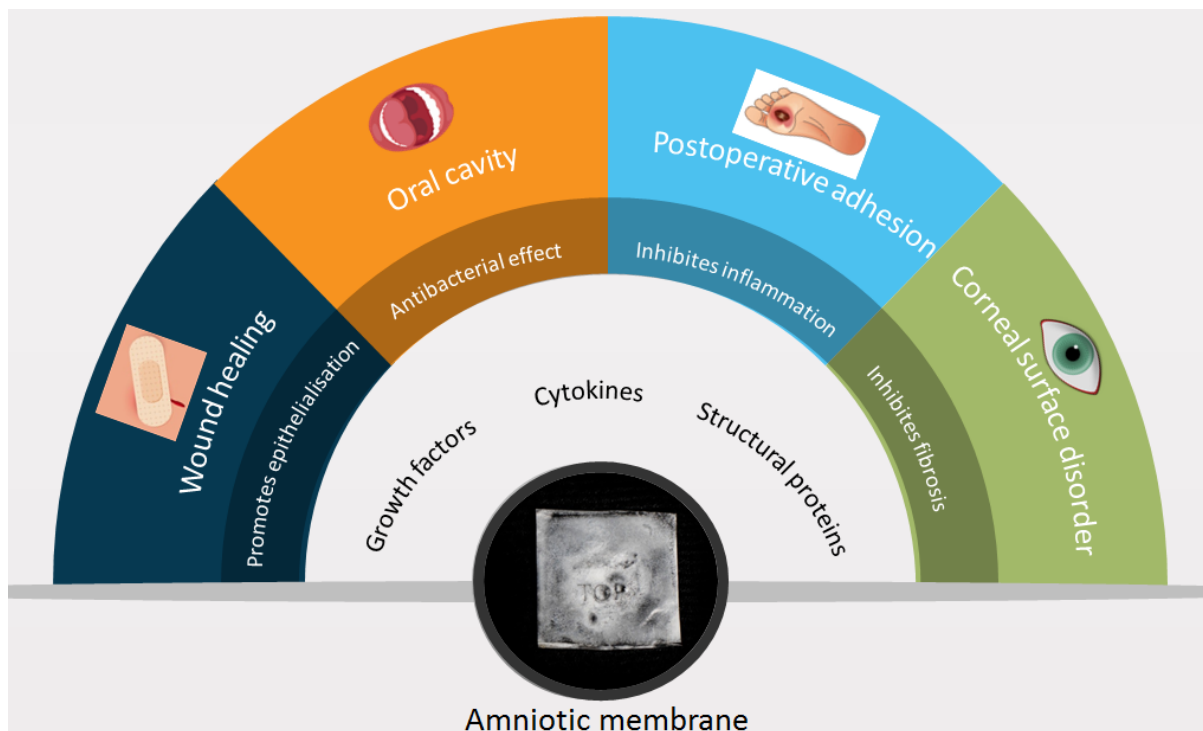 Oral cavity
Postoperative adhesion
Wound healing
Corneal surface disorder
Antibacterial effect
Inhibites inflammation
Promotes epithelialisation
Inhibites fibrosis
Cytokines
Growth factors
Structural proteins
TOP
Amniotic membrane